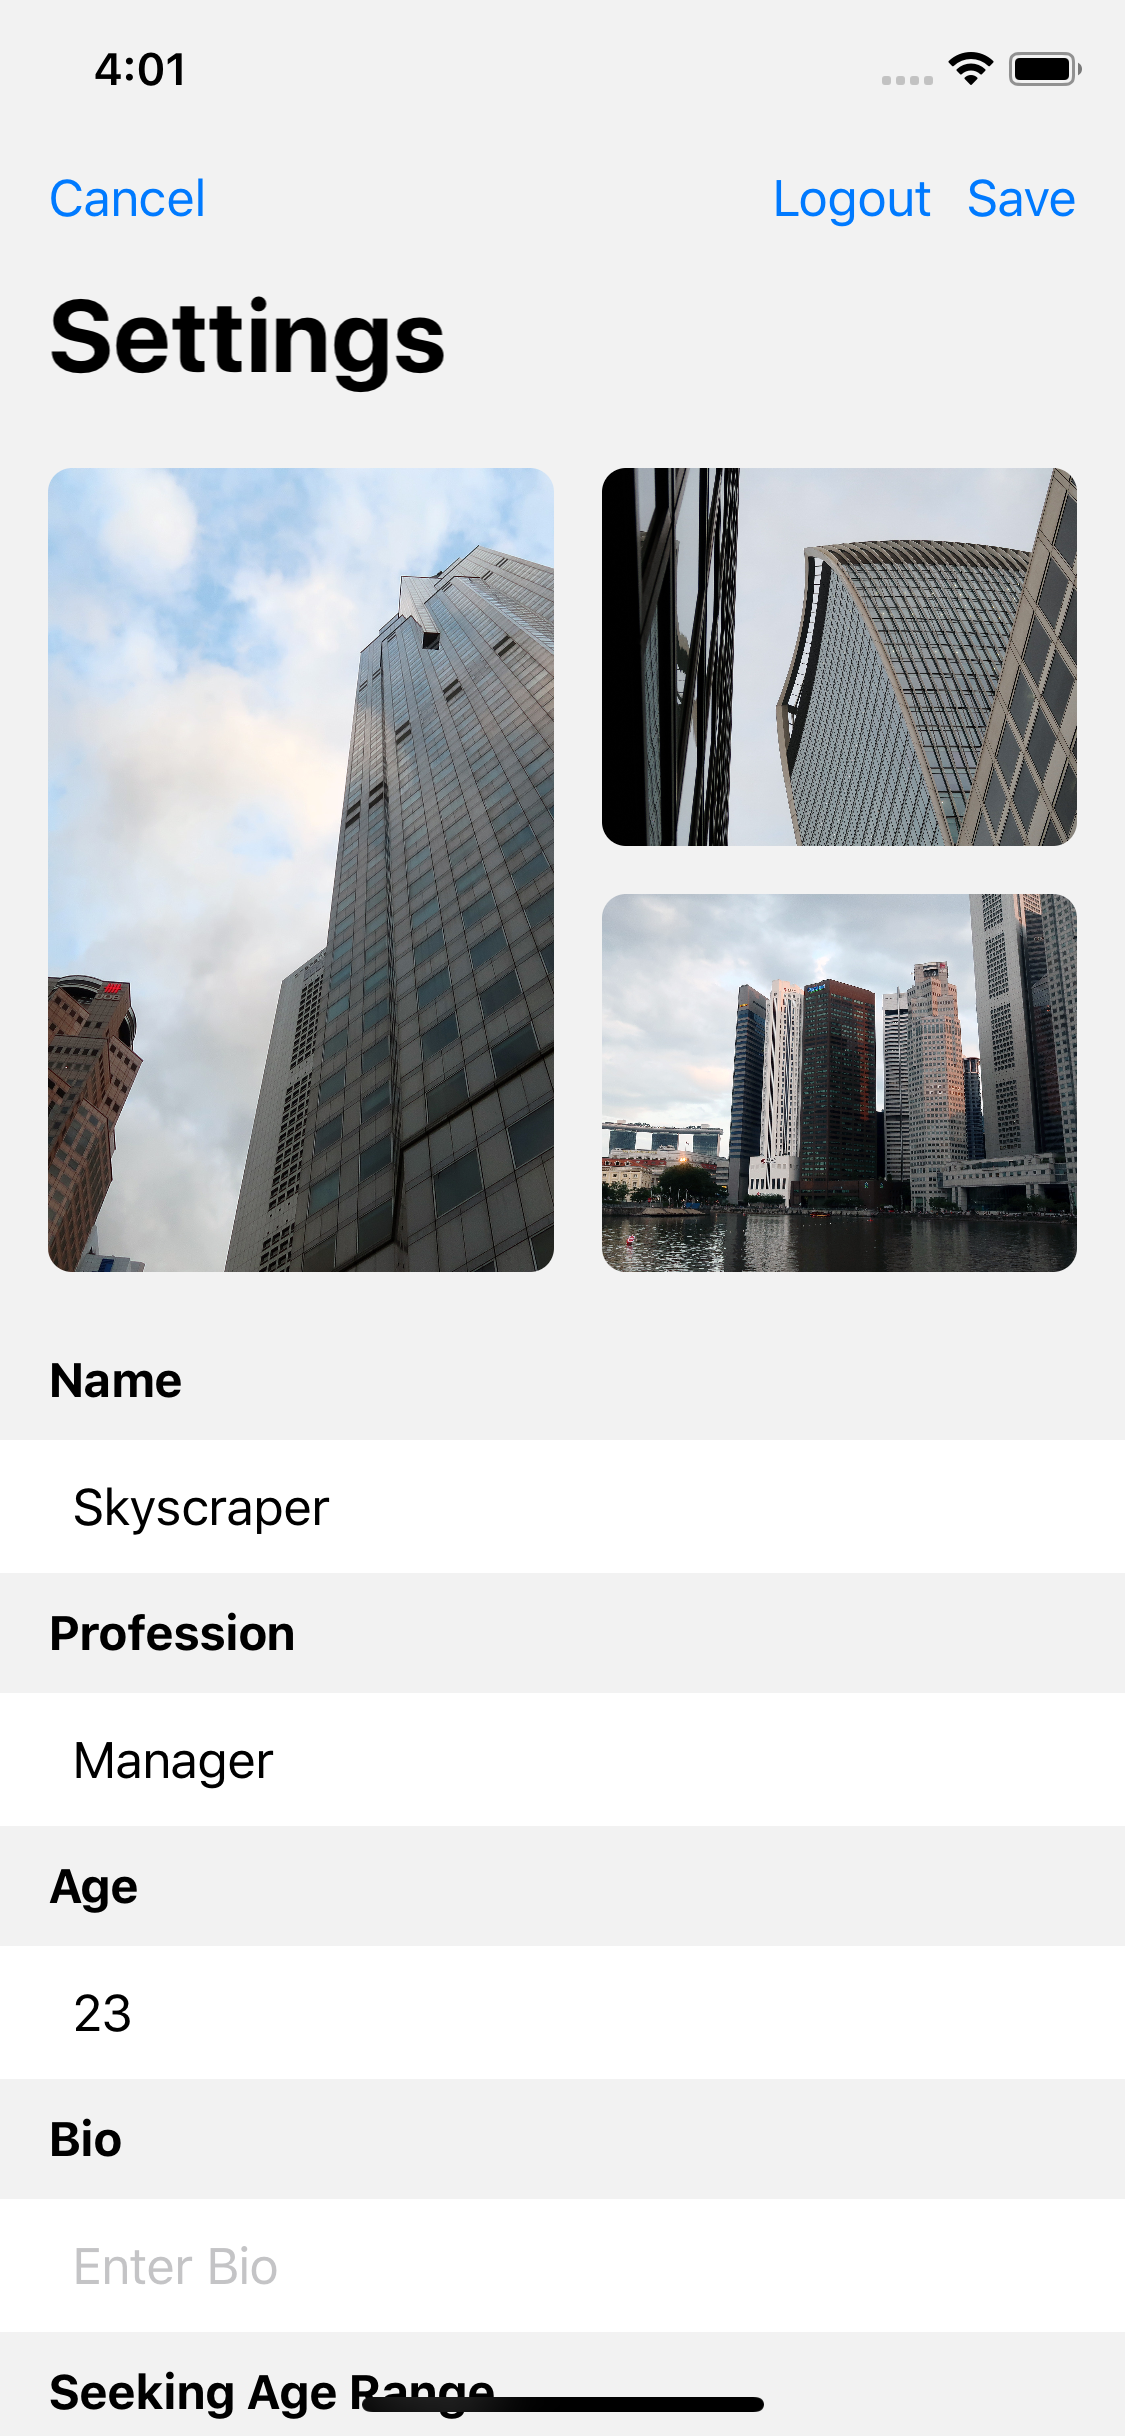 4:01
Cancel Logout Save
Settings
Name
Skyscraper
Profession
Manager
Age
23
Bio
Enter Bio
Seeking Age Range